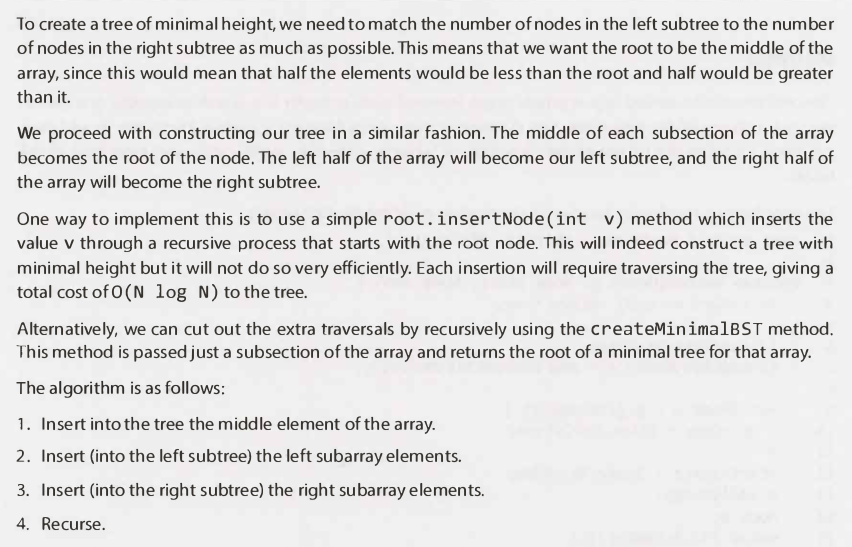 To create a tree of minimal height, we need to match the number of nodes in the left subtree to the number
of nodes in the right subtree as much as possible. This means that we want the root to be the middle of the
array, since this would mean that half the elements would be less than the root and half would be greater
than it.
We proceed with constructing our tree in a similar fashion. The middle of each subsection of the array
becomes the root of the node. The left half of the array will become our left subtree, and the right half of
the array will become the right subtree.
One way to implement this is to use a simple root.insertNode(int v) method which inserts the
value v through a recursive process that starts with the root node. This will indeed construct a tree with
minimal height but it will not do so very efficiently. Each insertion will require traversing the tree, giving a
total cost of O(N log N) to the tree.
Alternatively, we can cut out the extra traversals by recursively using the createMinimalBST method.
This method is passed just a subsection of the array and returns the root of a minimal tree for that array.
The algorithm is as follows:
1. Insert into the tree the middle element of the array.
2. Insert (into the left subtree) the left subarray elements.
3. Insert (into the right subtree) the right subarray elements.
4. Recurse.